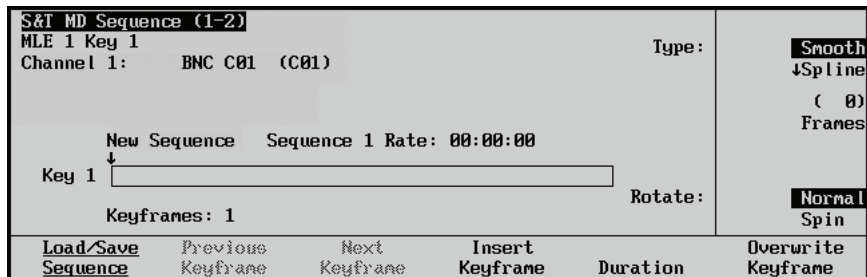 S&T MD Sequence (1-2)
MLE 1 Key 1
Channel 1: BNC C01 (C01)
Type:
Smooth
↓Spline
( 0)
Frames
New Sequence Sequence 1 Rate: 00:00:00
↓
Key 1
Rotate:
Normal
Spin
Keyframes: 1
Load/Save Sequence
Previous Keyframe
Next Keyframe
Insert Keyframe
Duration
Overwrite Keyframe